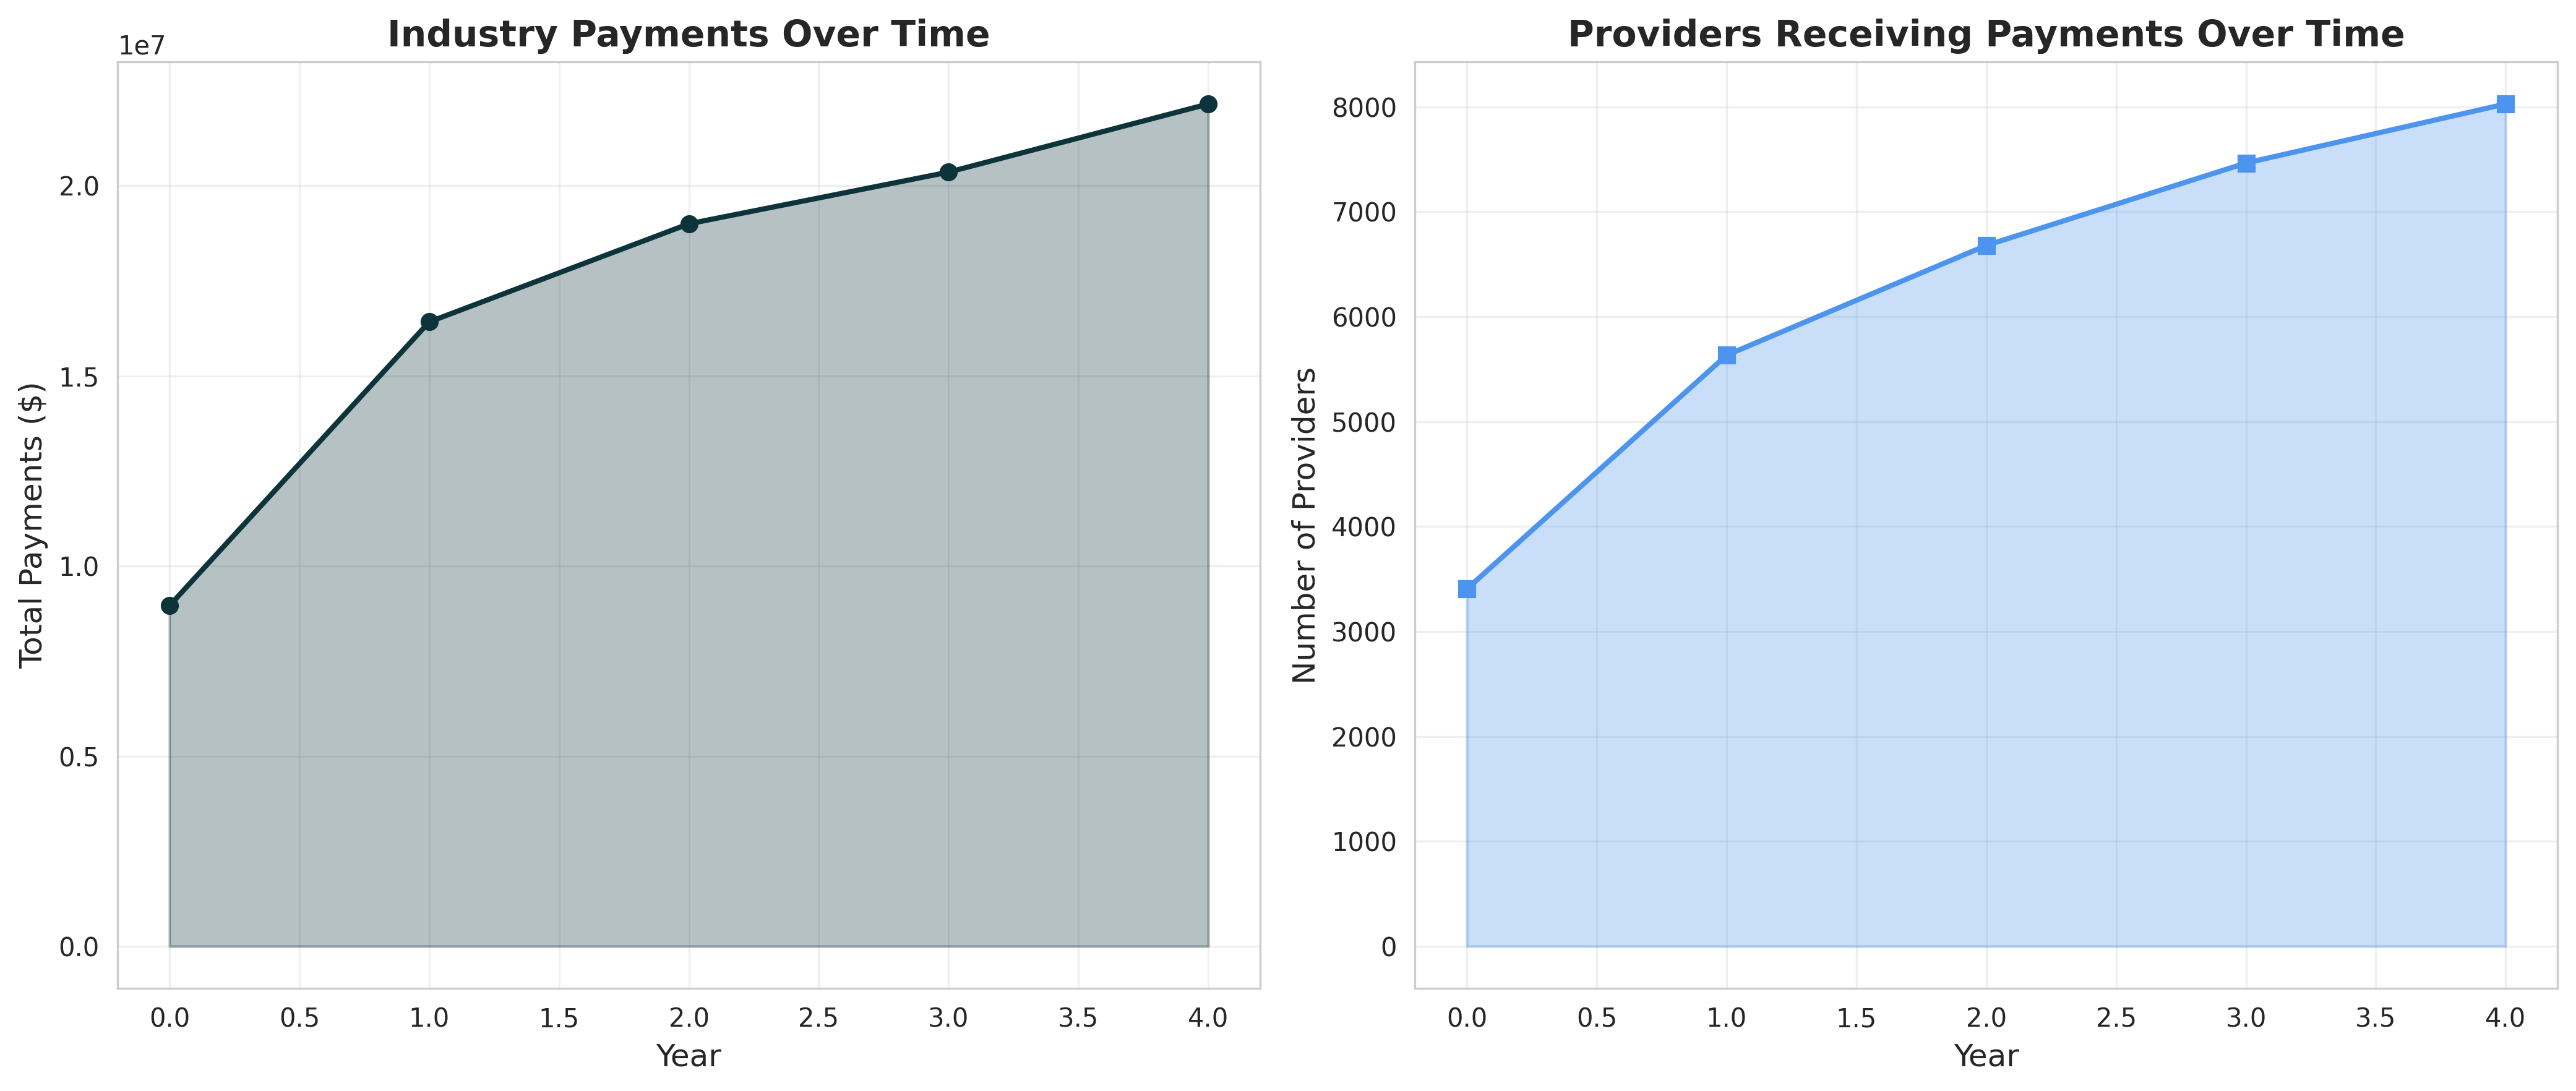 Industry Payments Over Time
1e7
Total Payments ($)
2.0
1.5
1.0
0.5
0.0
0.0 0.5 1.0 1.5 2.0 2.5 3.0 3.5 4.0
Year
Providers Receiving Payments Over Time
Number of Providers
8000
7000
6000
5000
4000
3000
2000
1000
0
0.0 0.5 1.0 1.5 2.0 2.5 3.0 3.5 4.0
Year